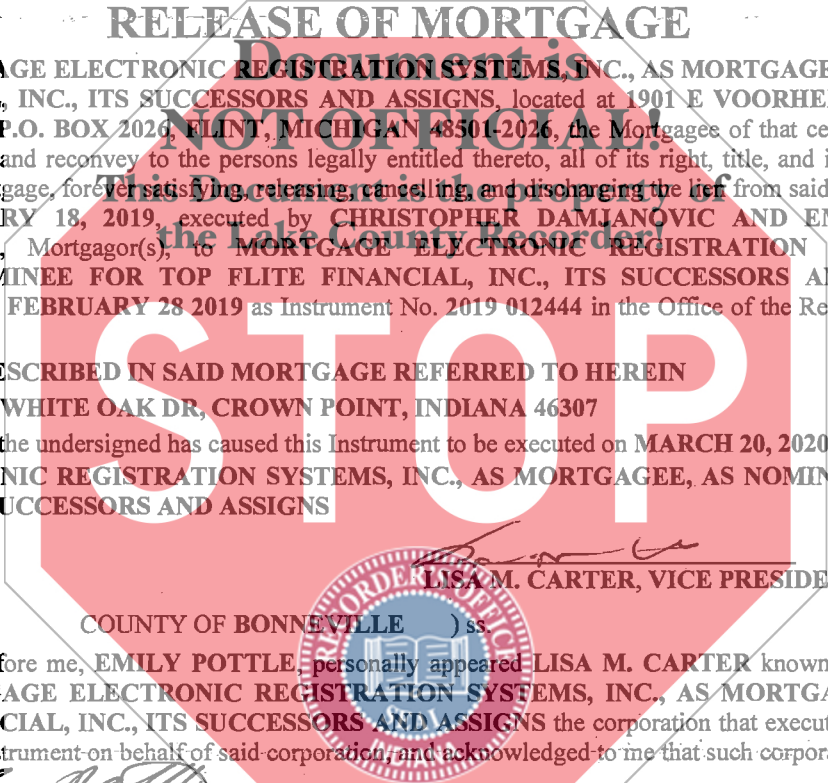 RELEASE OF MORTGAGE
Document is
AGE ELECTRONIC REGISTRATION SYSTEMS, INC., AS MORTGAGE
, INC., ITS SUCCESSORS AND ASSIGNS, located at 1901 E VOORHE
NOT OFFICIAL!
P.O. BOX 2026, FLINT, MICHIGAN 48501-2026, the Mortgagee of that ce
and reconvey to the persons legally entitled thereto, all of its right, title, and i
This Document is the property of
gage, forever satisfying, releasing, cancelling, and discharging the lien from said
RY 18, 2019, executed by CHRISTOPHER DAMJANOVIC AND EM
the Lake County Recorder!
, Mortgagor(s), to MORTGAGE ELECTRONIC REGISTRATION
MINEE FOR TOP FLITE FINANCIAL, INC., ITS SUCCESSORS A
FEBRUARY 28 2019 as Instrument No. 2019 012444 in the Office of the Re
STOP
ESCRIBED IN SAID MORTGAGE REFERRED TO HEREIN
WHITE OAK DR, CROWN POINT, INDIANA 46307
the undersigned has caused this Instrument to be executed on MARCH 20, 2020
NIC REGISTRATION SYSTEMS, INC., AS MORTGAGEE, AS NOMIN
UCCESSORS AND ASSIGNS
LISA M. CARTER, VICE PRESIDE
RECORDER'S OFFICE
COUNTY OF BONNEVILLE ) ss.
fore me, EMILY POTTLE, personally appeared LISA M. CARTER known
AGE ELECTRONIC REGISTRATION SYSTEMS, INC., AS MORTGA
CIAL, INC., ITS SUCCESSORS AND ASSIGNS the corporation that execut
trument on behalf of said corporation, and acknowledged to me that such corpor